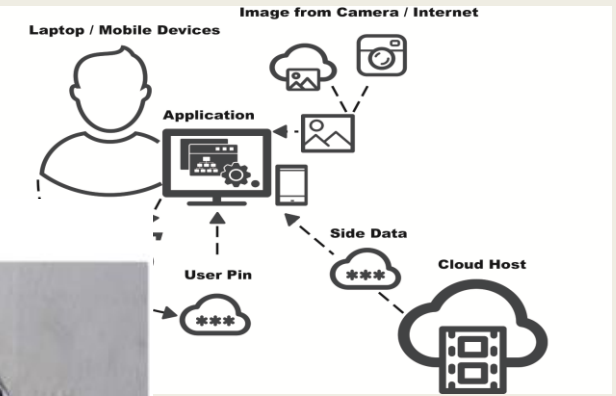 Image from Camera / Internet
Laptop / Mobile Devices
Application
Side Data
Cloud Host
***
User Pin
***